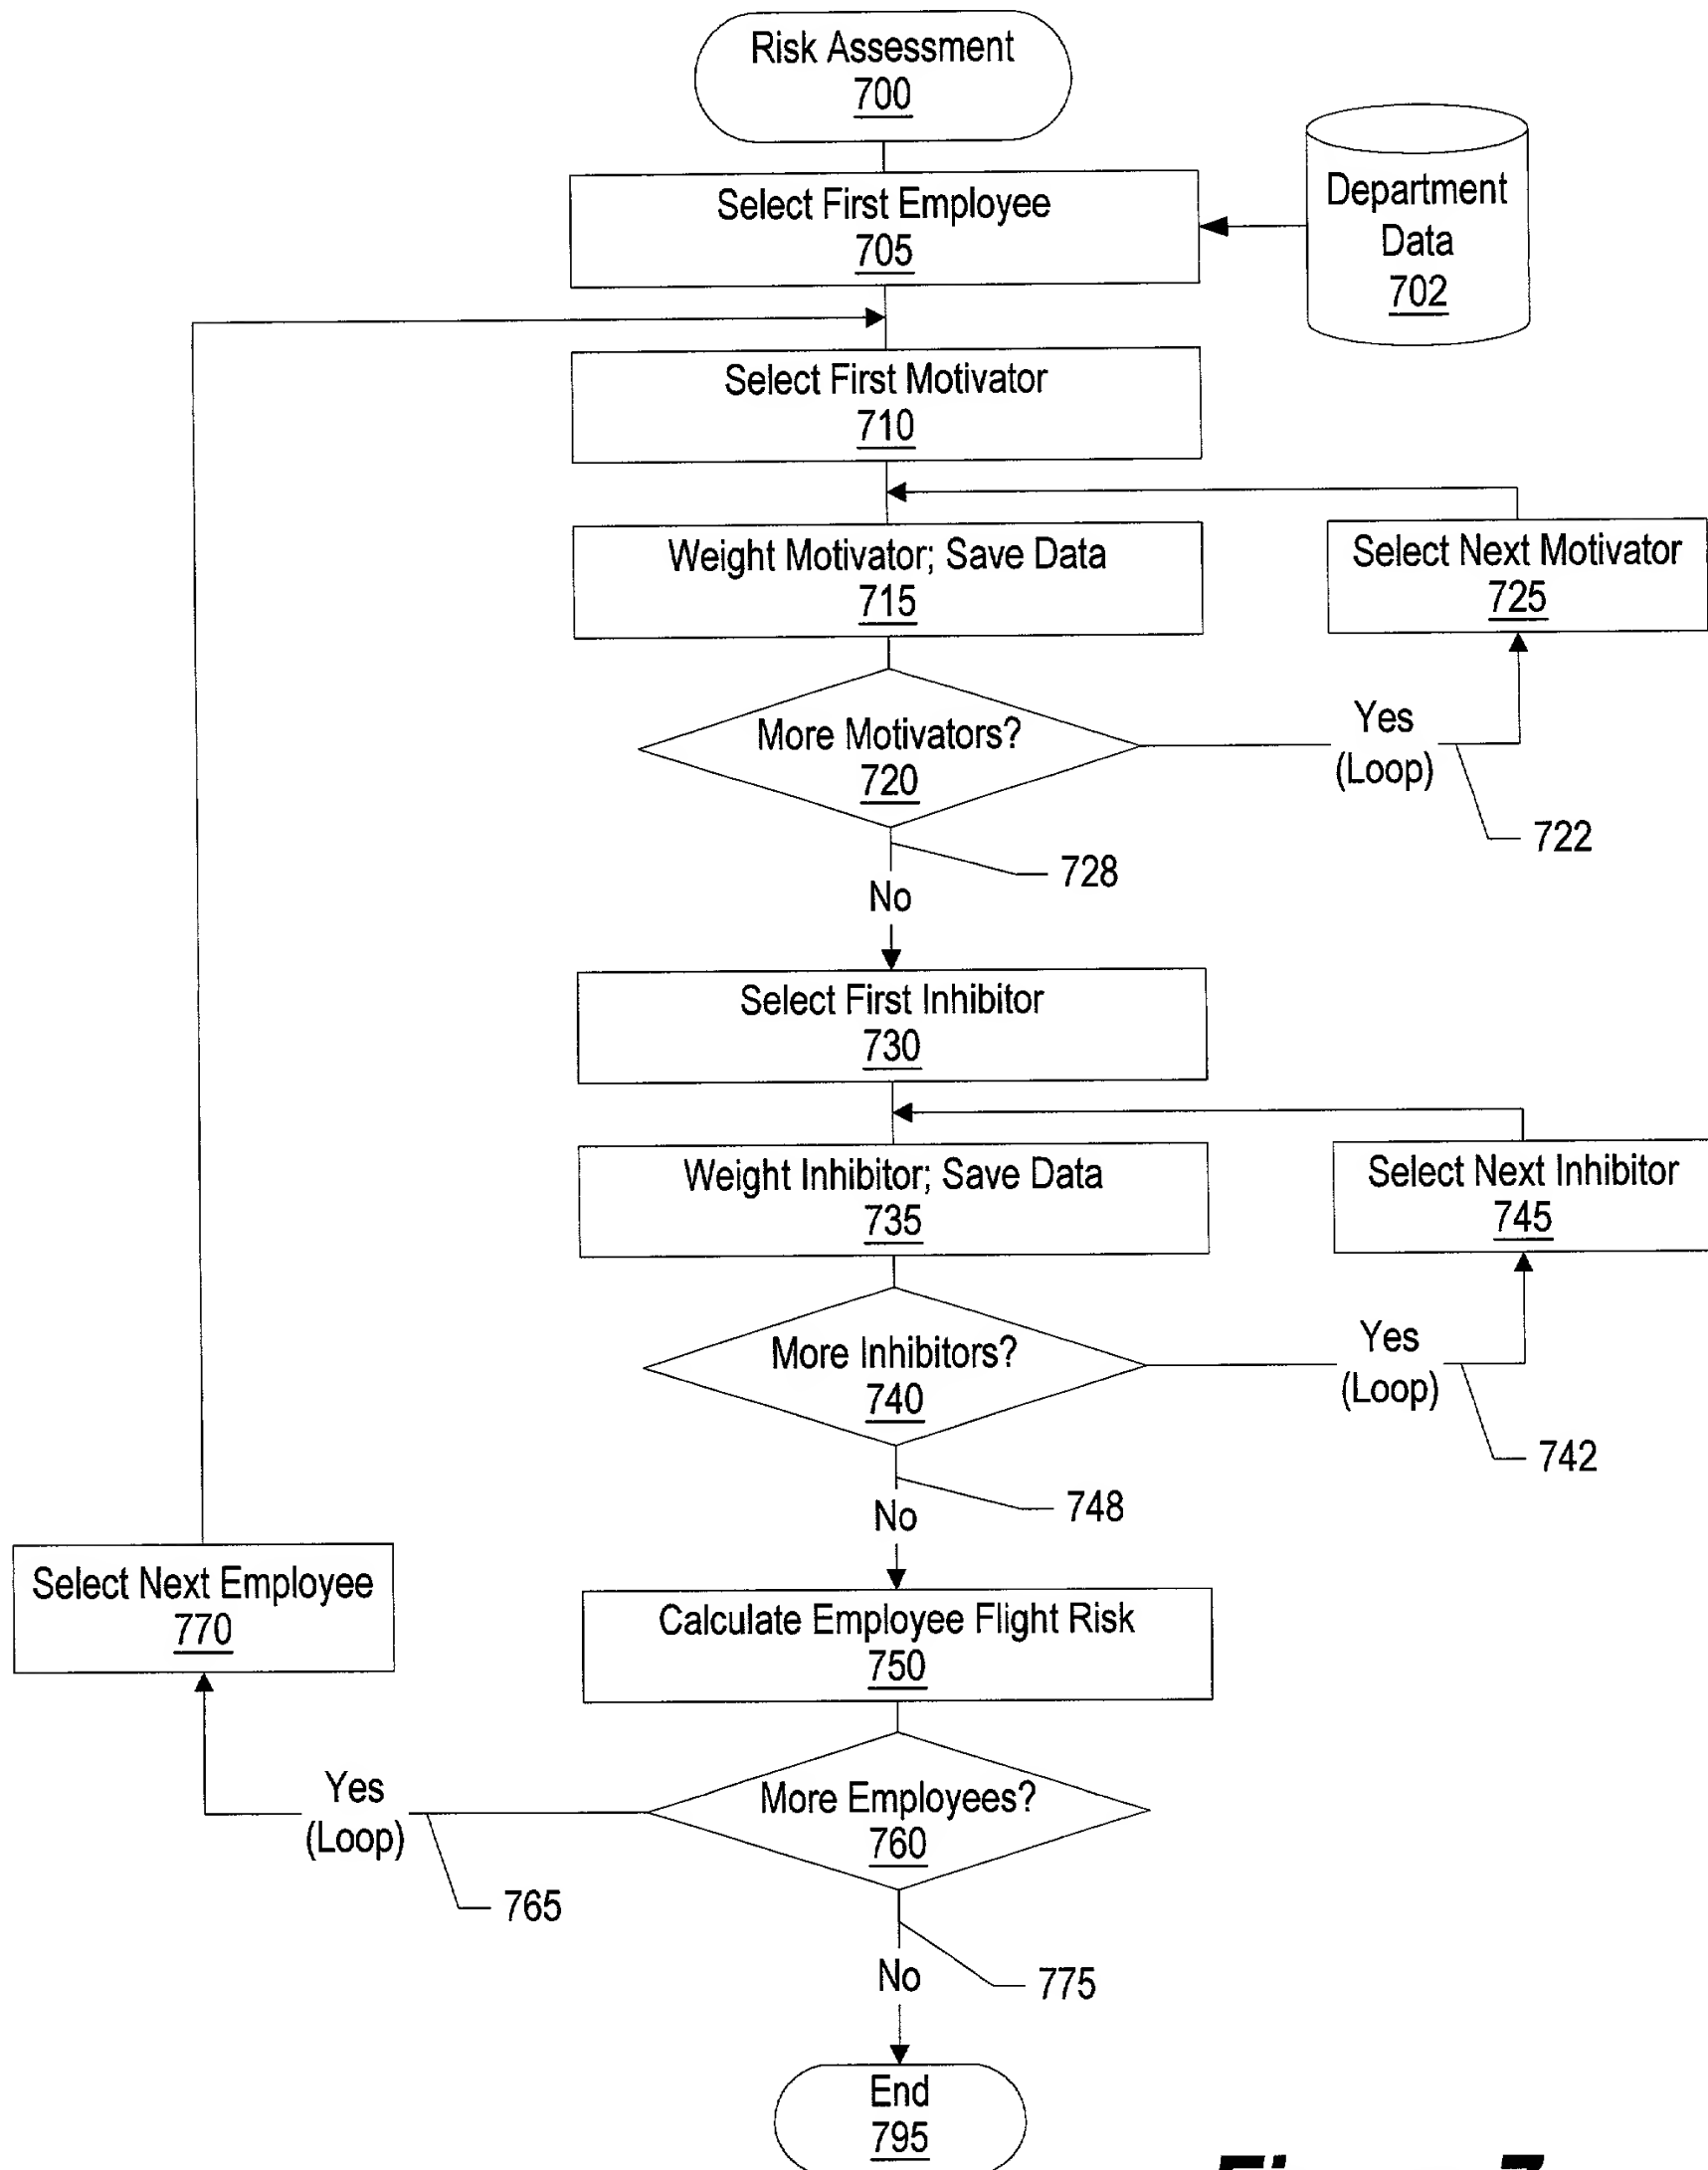 Risk Assessment
700
Department
Data
702
Select First Employee
705
Select First Motivator
710
Weight Motivator; Save Data
715
Select Next Motivator
725
More Motivators?
720
Yes
(Loop)
722
728
No
Select First Inhibitor
730
Weight Inhibitor; Save Data
735
Select Next Inhibitor
745
More Inhibitors?
740
Yes
(Loop)
742
748
No
Select Next Employee
770
Calculate Employee Flight Risk
750
More Employees?
760
Yes
(Loop)
765
775
No
End
795